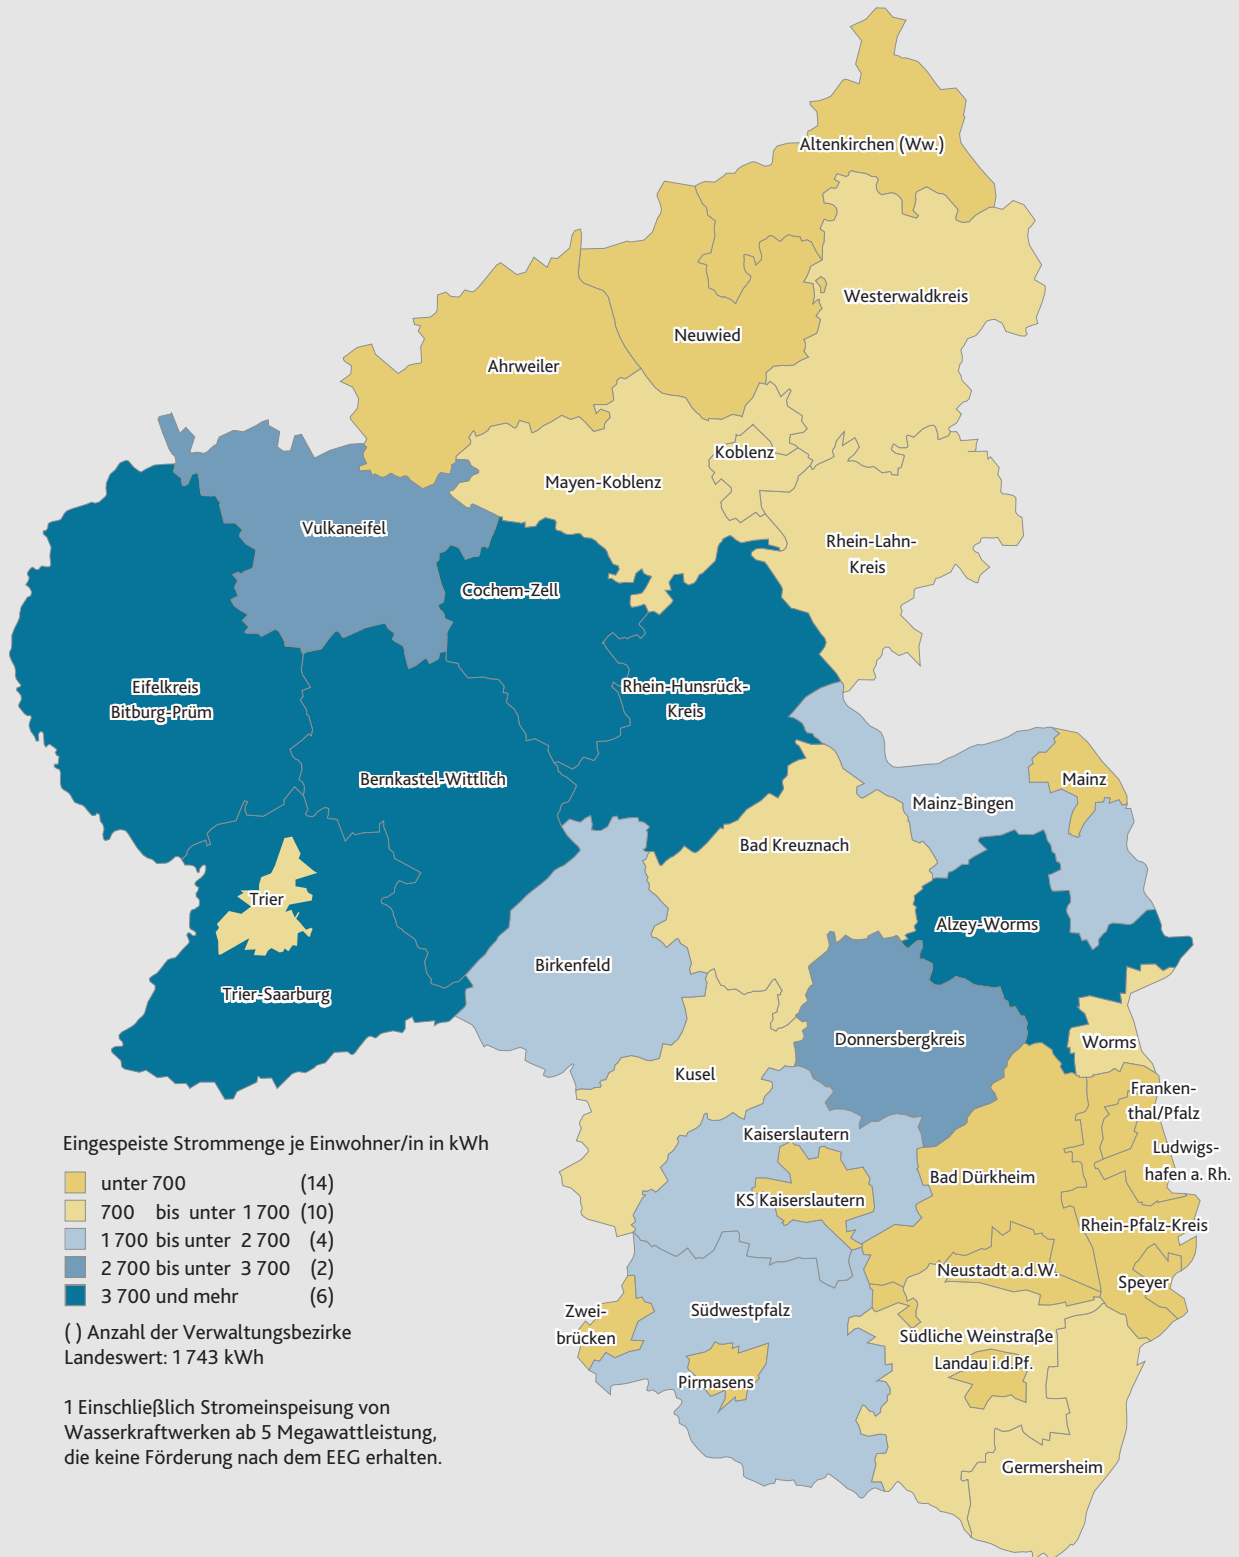 Altenkirchen (Ww.)
Westerwaldkreis
Neuwied
Ahrweiler
Koblenz
Mayen-Koblenz
Vulkaneifel
Rhein-Lahn-
Kreis
Cochem-Zell
Eifelkreis
Bitburg-Prüm
Rhein-Hunsrück-
Kreis
Bernkastel-Wittlich
Mainz
Mainz-Bingen
Bad Kreuznach
Trier
Alzey-Worms
Birkenfeld
Trier-Saarburg
Donnersbergkreis
Worms
Kusel
Franken-
thal/Pfalz
Kaiserslautern
Ludwigs-
hafen a. Rh.
Bad Dürkheim
KS Kaiserslautern
Rhein-Pfalz-Kreis
Neustadt a.d.W.
Speyer
Zwei-
brücken
Südwestpfalz
Südliche Weinstraße
Landau i.d.Pf.
Pirmasens
Germersheim
Eingespeiste Strommenge je Einwohner/in in kWh
unter 700 (14)
700 bis unter 1 700 (10)
1 700 bis unter 2 700 (4)
2 700 bis unter 3 700 (2)
3 700 und mehr (6)
( ) Anzahl der Verwaltungsbezirke
Landeswert: 1 743 kWh
1 Einschließlich Stromeinspeisung von
Wasserkraftwerken ab 5 Megawattleistung,
die keine Förderung nach dem EEG erhalten.